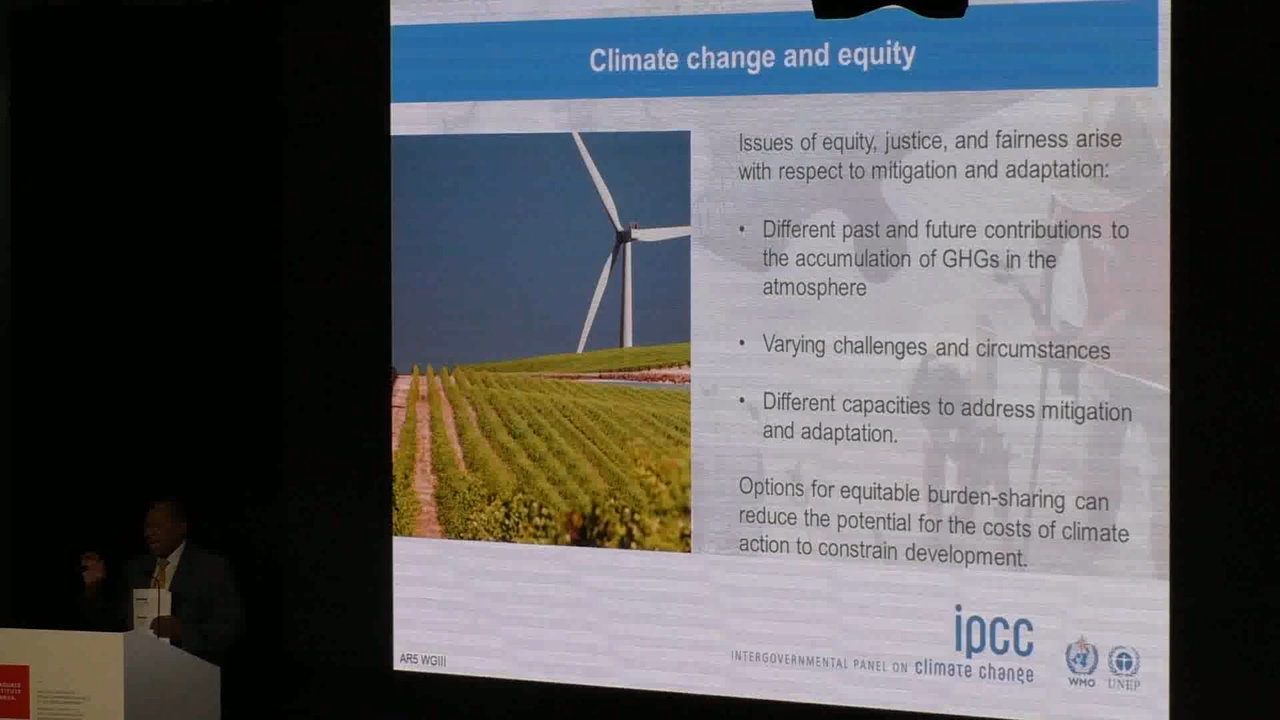 Climate change and equity
Issues of equity, justice, and fairness arise
with respect to mitigation and adaptation:
• Different past and future contributions to
the accumulation of GHGs in the
atmosphere
• Varying challenges and circumstances
• Different capacities to address mitigation
and adaptation.
Options for equitable burden-sharing can
reduce the potential for the costs of climate
action to constrain development.
AR5 WGIII
ipcc
INTERGOVERNMENTAL PANEL ON climate change
WMO
UNEP